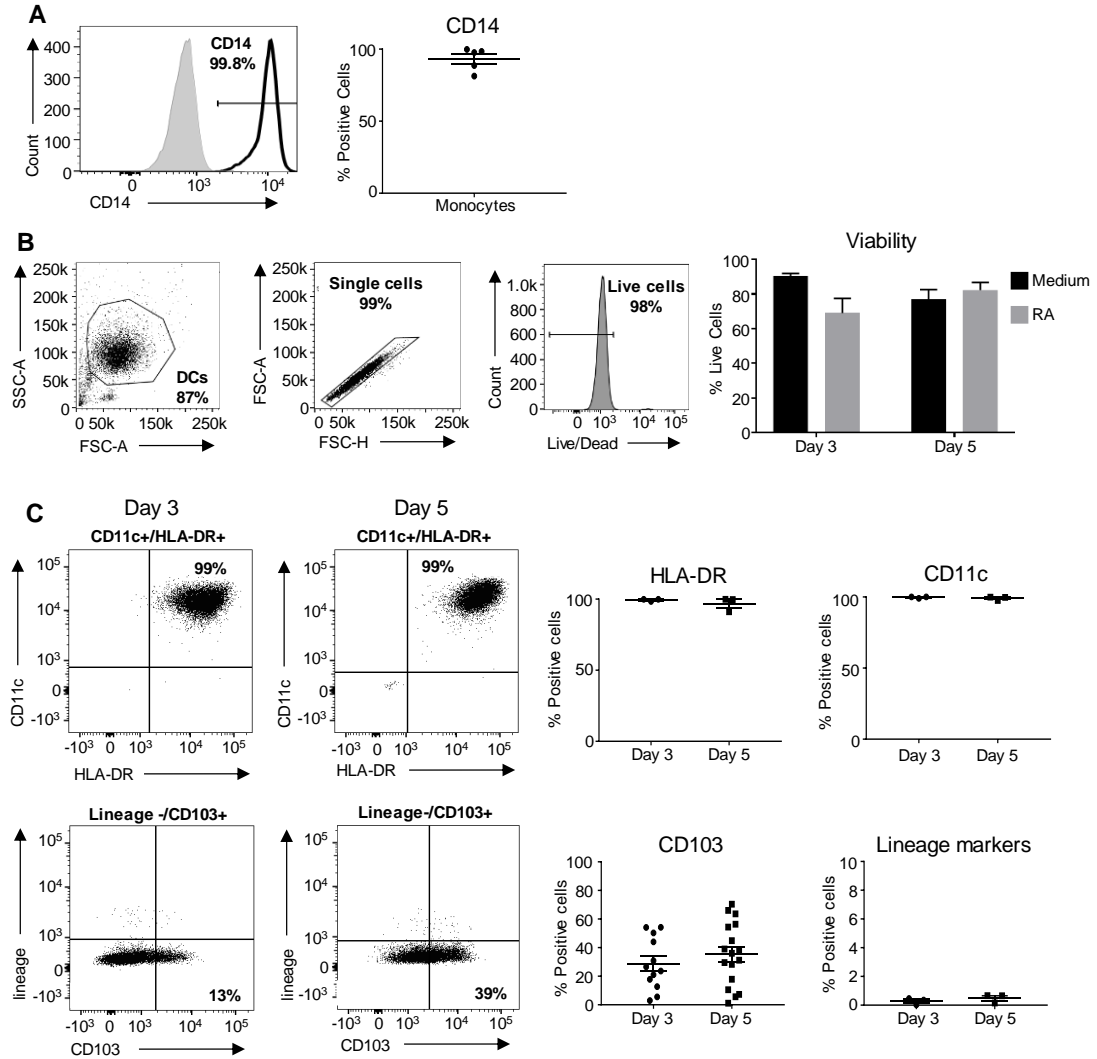 A
CD14
99.8%
400
300
200
100
0
Count
0 10³ 10⁴
CD14
CD14
100
50
0
% Positive Cells
Monocytes
B
250k
200k
150k
100k
50k
0
SSC-A
DCs
87%
0 50k 150k 250k
FSC-A
250k
200k
150k
100k
50k
0
FSC-A
Single cells
99%
0 50k 150k 250k
FSC-H
1,0k
800
600
400
200
0
Count
Live cells
98%
0 10³ 10⁴ 10⁵
Live/Dead
Viability
100
80
60
40
20
0
% Live Cells
Day 3 Day 5
Medium
RA
C
Day 3
CD11c+/HLA-DR+
99%
10⁵
10⁴
10³
0
-10³
CD11c
-10³ 0 10³ 10⁴ 10⁵
HLA-DR
Day 5
CD11c+/HLA-DR+
99%
10⁵
10⁴
10³
0
-10³
CD11c
-10³ 0 10³ 10⁴ 10⁵
HLA-DR
HLA-DR
100
50
0
% Positive cells
Day 3 Day 5
CD11c
100
50
0
% Positive cells
Day 3 Day 5
Lineage -/CD103+
10⁵
10⁴
10³
0
-10³
lineage
13%
-10³ 0 10³ 10⁴ 10⁵
CD103
Lineage-/CD103+
10⁵
10⁴
10³
0
-10³
lineage
39%
-10³ 0 10³ 10⁴ 10⁵
CD103
CD103
100
80
60
40
20
0
% Positive cells
Day 3 Day 5
Lineage markers
10
8
6
4
2
0
% Positive cells
Day 3 Day 5